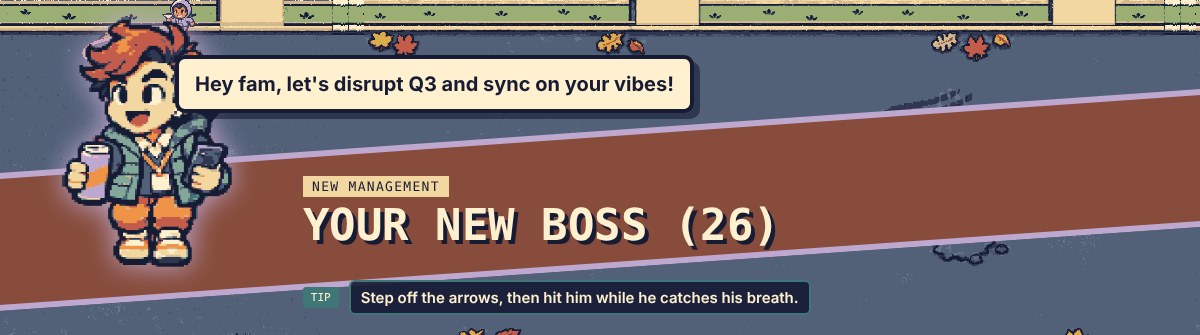 Hey fam, let's disrupt Q3 and sync on your vibes!
NEW MANAGEMENT
YOUR NEW BOSS (26)
TIP
Step off the arrows, then hit him while he catches his breath.